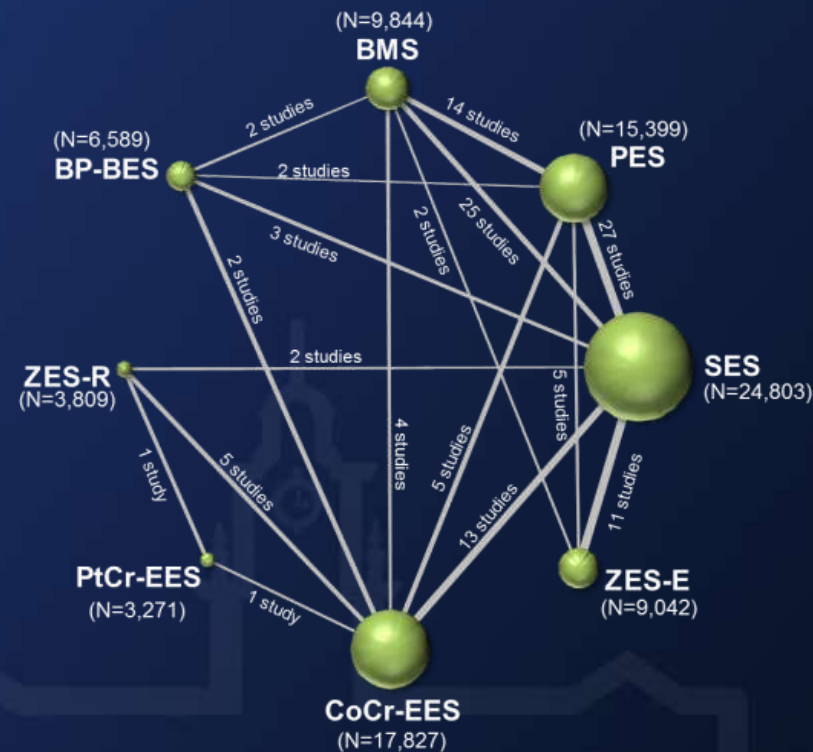 (N=9,844)
BMS
2 studies
14 studies
(N=6,589)
BP-BES
(N=15,399)
PES
2 studies
3 studies
2 studies
25 studies
27 studies
2 studies
2 studies
ZES-R
(N=3,809)
SES
(N=24,803)
1 study
5 studies
4 studies
5 studies
5 studies
13 studies
11 studies
PtCr-EES
(N=3,271)
1 study
ZES-E
(N=9,042)
CoCr-EES
(N=17,827)